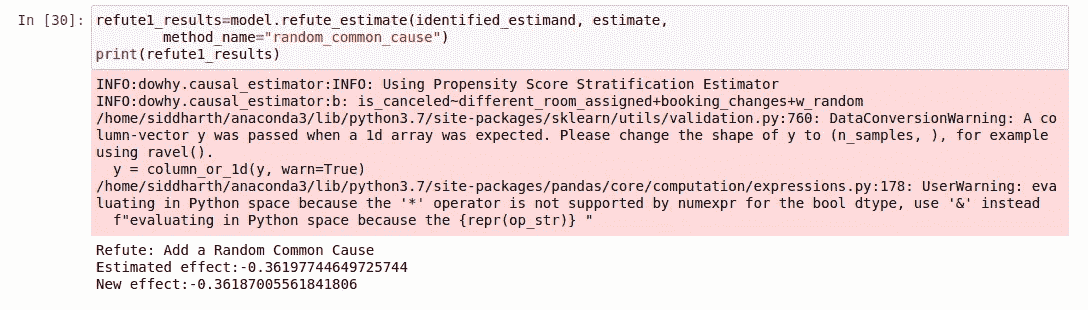 In [30]: refute1_results=model.refute_estimate(identified_estimand, estimate,
        method_name="random_common_cause")
print(refute1_results)
INFO:dowhy.causal_estimator:INFO: Using Propensity Score Stratification Estimator
INFO:dowhy.causal_estimator:b: is_canceled~different_room_assigned+booking_changes+w_random
/home/siddharth/anaconda3/lib/python3.7/site-packages/sklearn/utils/validation.py:760: DataConversionWarning: A co
lumn-vector y was passed when a 1d array was expected. Please change the shape of y to (n_samples, ), for example
using ravel().
  y = column_or_1d(y, warn=True)
/home/siddharth/anaconda3/lib/python3.7/site-packages/pandas/core/computation/expressions.py:178: UserWarning: eva
luating in Python space because the '*' operator is not supported by numexpr for the bool dtype, use '&' instead
  f"evaluating in Python space because the {repr(op_str)} "
Refute: Add a Random Common Cause
Estimated effect:-0.36197744649725744
New effect:-0.36187005561841806